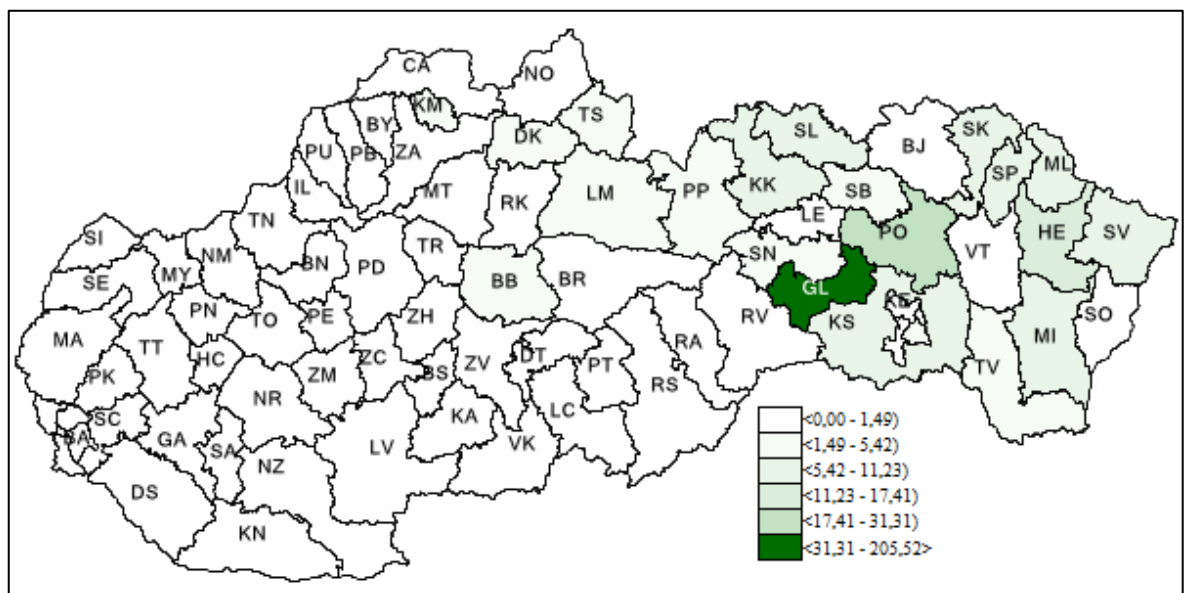 CA
NO
KM
TS
BY
DK
SL
SK
PU
PB
ZA
BJ
ML
SP
IL
MT
RK
LM
PP
KK
SB
TN
LE
SI
NM
TR
SN
PO
VT
HE
SV
SE
MY
BN
PD
BB
BR
GL
KE
PN
TO
PE
ZH
RV
KS
SO
MA
TT
HC
ZM
ZC
BS
ZV
DT
PT
RA
MI
TV
PK
NR
RS
SC
GA
KA
LC
BA
SA
NZ
LV
VK
DS
KN
<0,00 - 1,49)
<1,49 - 5,42)
<5,42 - 11,23)
<11,23 - 17,41)
<17,41 - 31,31)
<31,31 - 205,52>